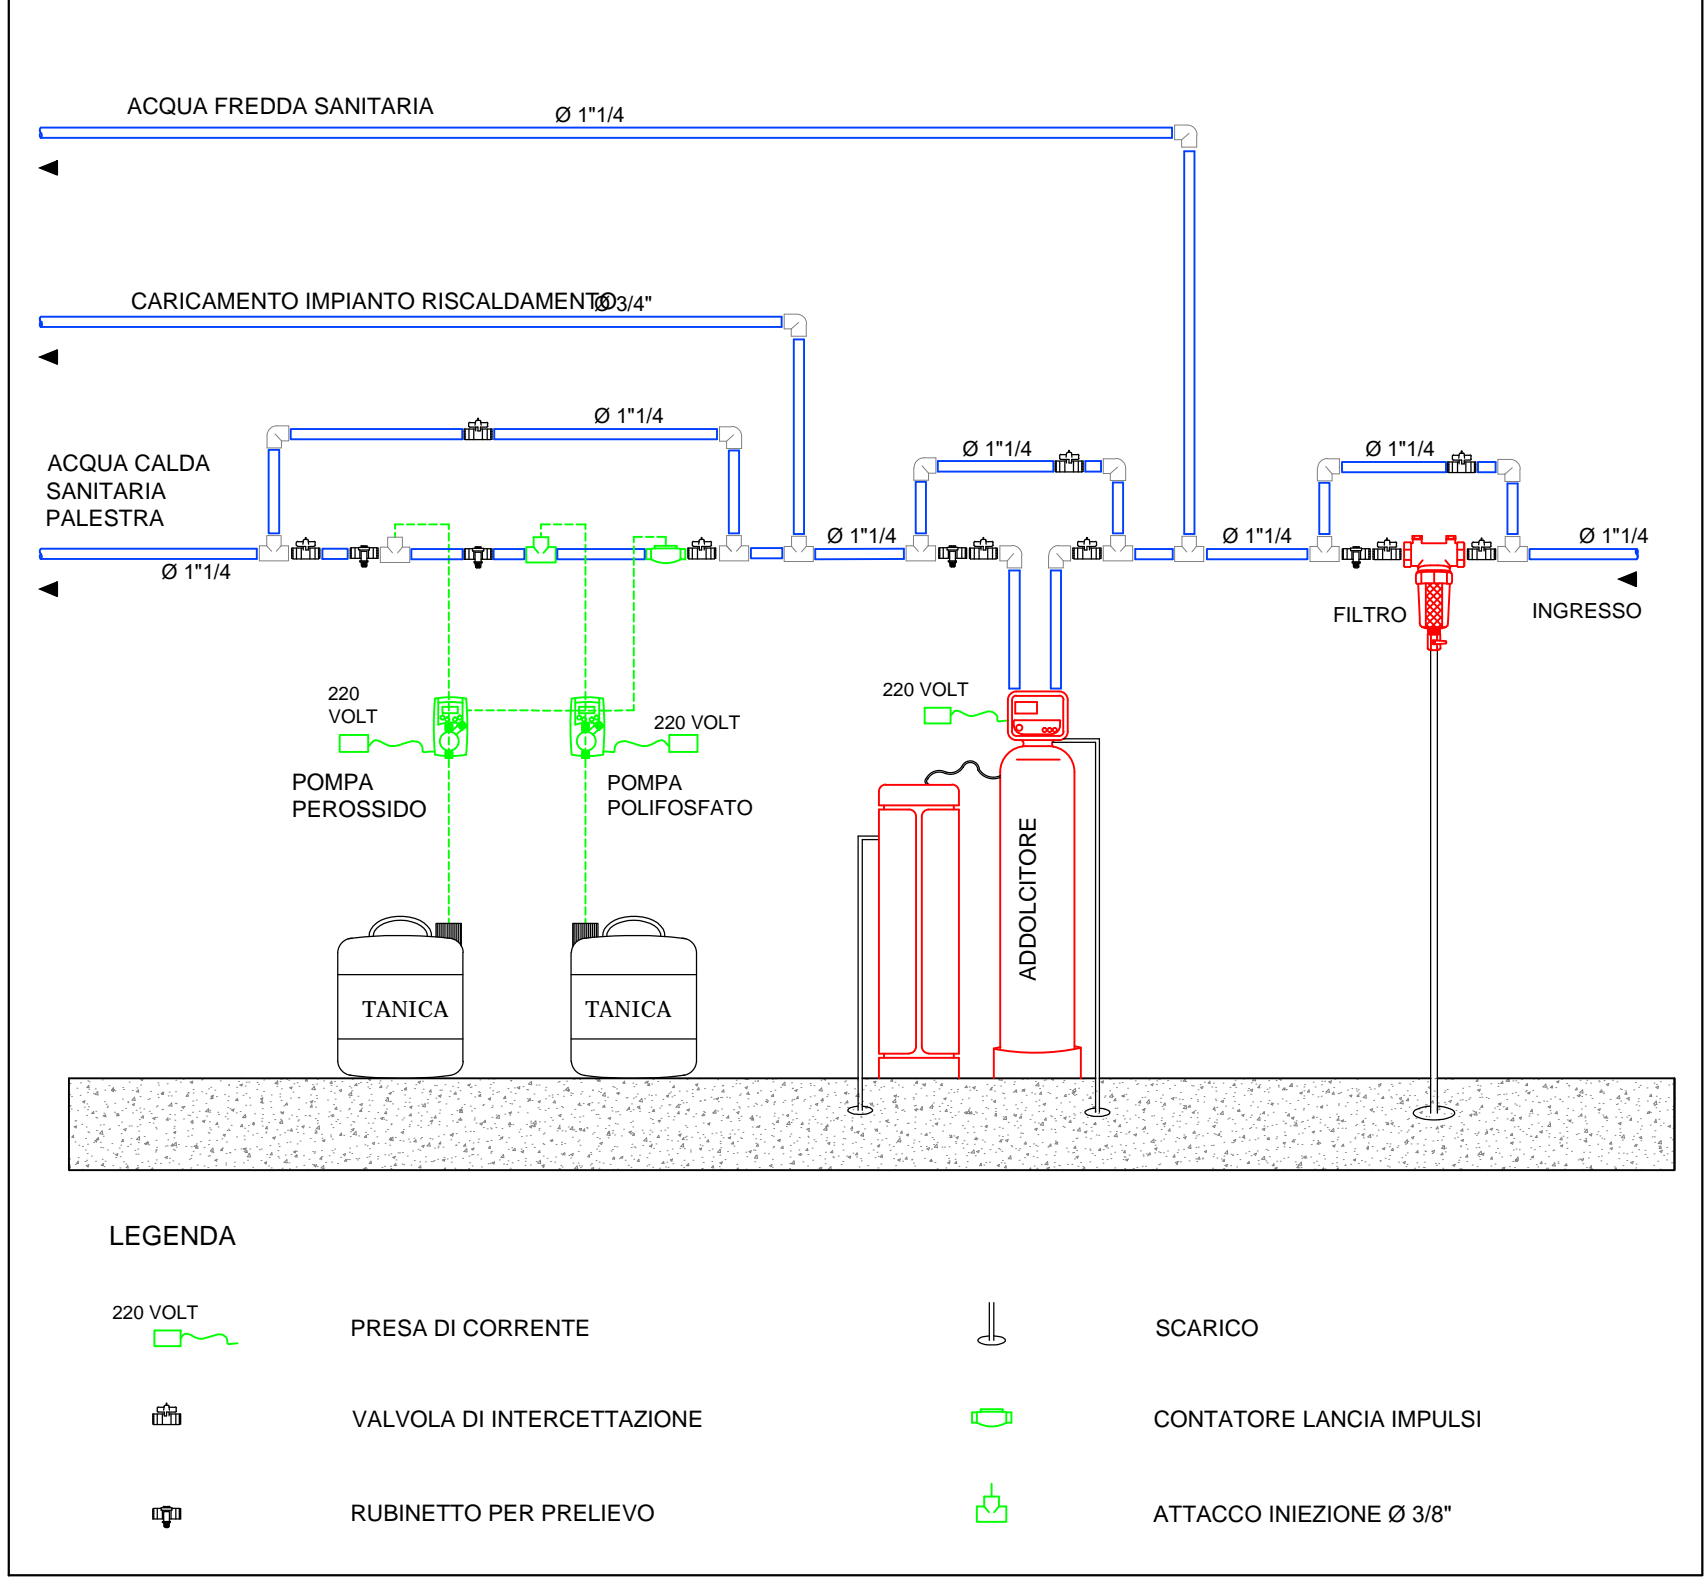 ACQUA FREDDA SANITARIA
Ø 1"1/4
CARICAMENTO IMPIANTO RISCALDAMENTO
Ø 3/4"
Ø 1"1/4
Ø 1"1/4
Ø 1"1/4
ACQUA CALDA
SANITARIA
PALESTRA
Ø 1"1/4
Ø 1"1/4
Ø 1"1/4
Ø 1"1/4
FILTRO
INGRESSO
220
VOLT
220 VOLT
220 VOLT
POMPA
PEROSSIDO
POMPA
POLIFOSFATO
ADDOLCITORE
TANICA
TANICA
LEGENDA
220 VOLT
PRESA DI CORRENTE
SCARICO
VALVOLA DI INTERCETTAZIONE
CONTATORE LANCIA IMPULSI
RUBINETTO PER PRELIEVO
ATTACCO INIEZIONE Ø 3/8"